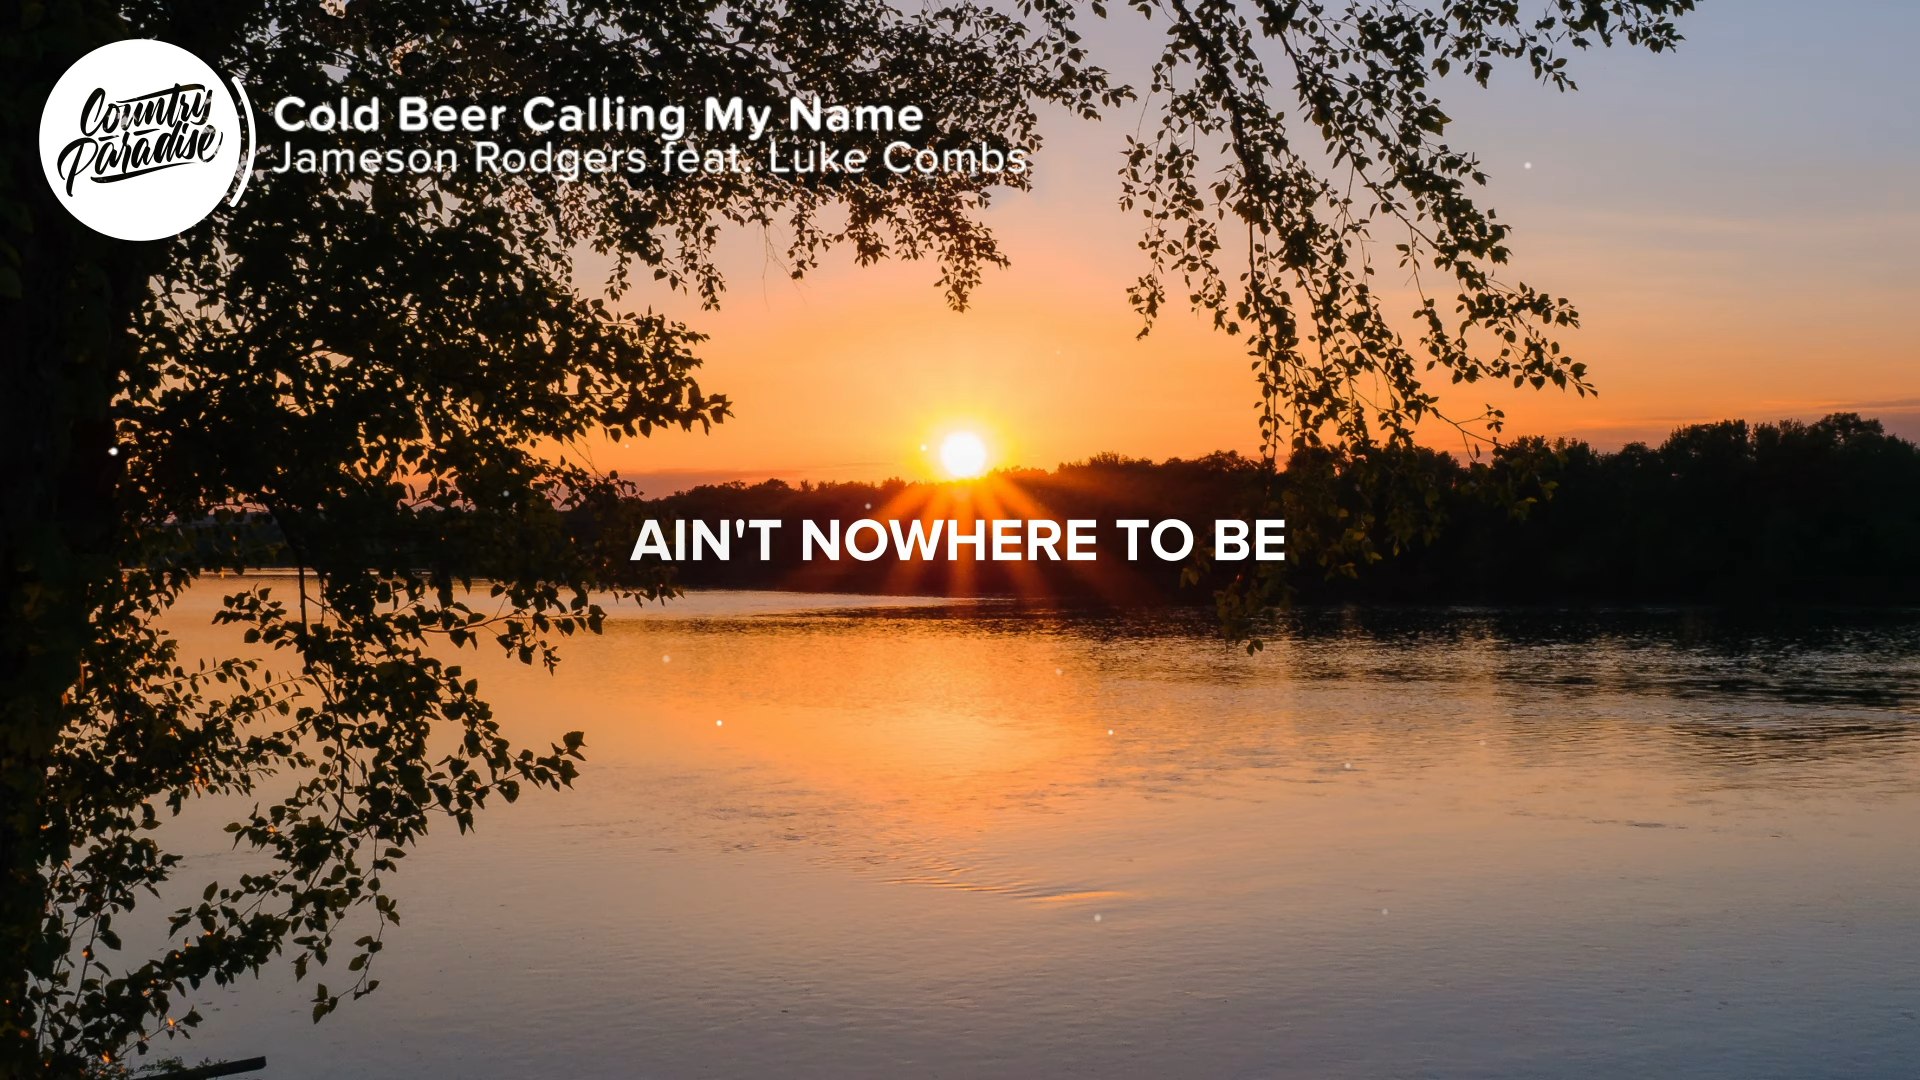 Country
Paradise
Cold Beer Calling My Name
Jameson Rodgers feat. Luke Combs
AIN'T NOWHERE TO BE